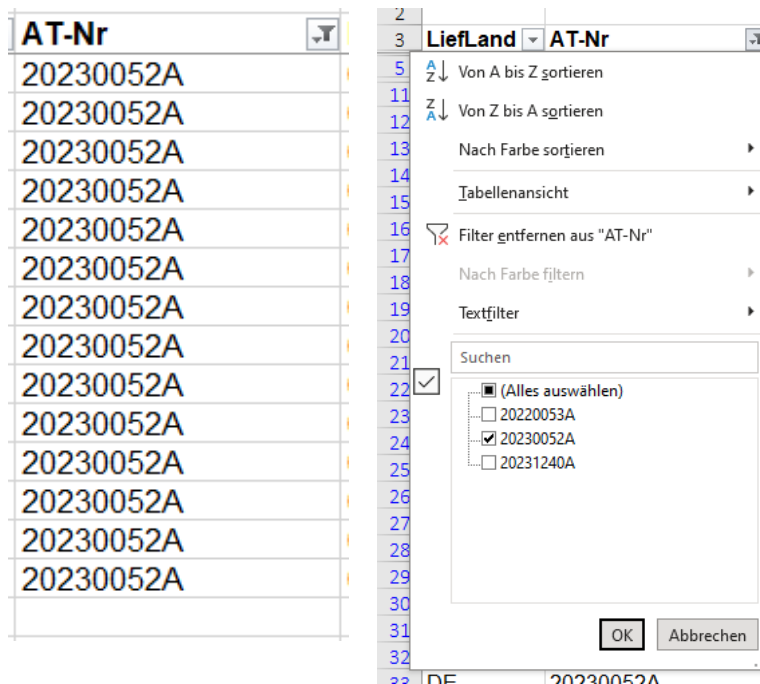 AT-Nr
20230052A
20230052A
20230052A
20230052A
20230052A
20230052A
20230052A
20230052A
20230052A
20230052A
20230052A
20230052A
20230052A
20230052A
2
3 LiefLand AT-Nr
5 Von A bis Z sortieren
11
12 Von Z bis A sortieren
13 Nach Farbe sortieren
14
15 Tabellenansicht
16 Filter entfernen aus "AT-Nr"
17
18 Nach Farbe filtern
19 Textfilter
20
21 Suchen
22 (Alles auswählen)
23 20220053A
24 20230052A
25 20231240A
26
27
28
29
30
31 OK Abbrechen
32
33 DE 20230052A